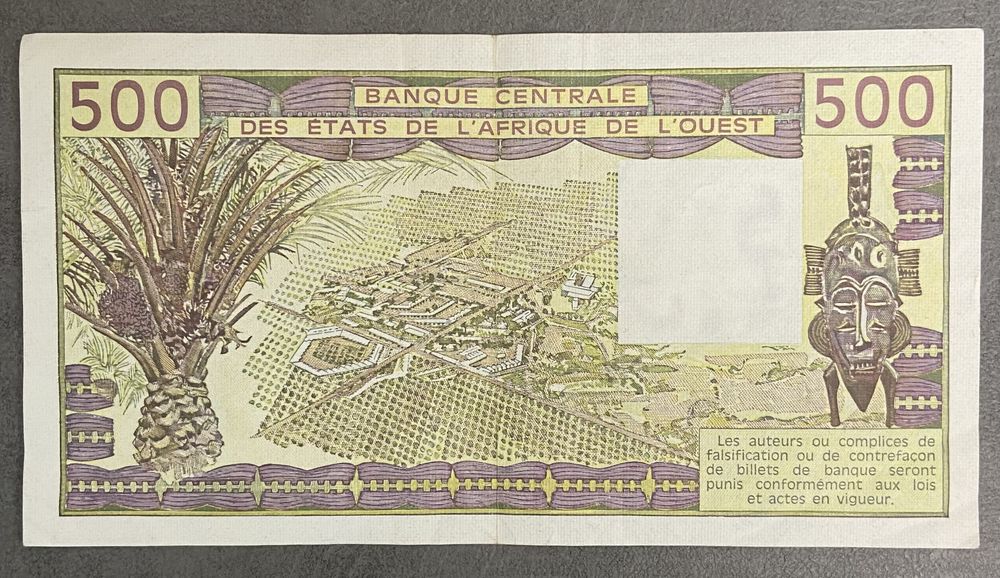 500
BANQUE CENTRALE
500
DES ÉTATS DE L'AFRIQUE DE L'OUEST
Les auteurs ou complices de
falsification ou de contrefaçon
de billets de banque seront
punis conformément aux lois
et actes en vigueur.